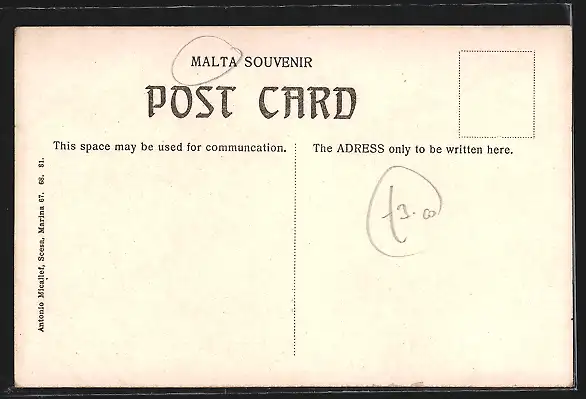 MALTA SOUVENIR
POST CARD
This space may be used for communcation.
The ADRESS only to be written here.
Antonio Micallef, Scesa, Marina 67. 68. 81.